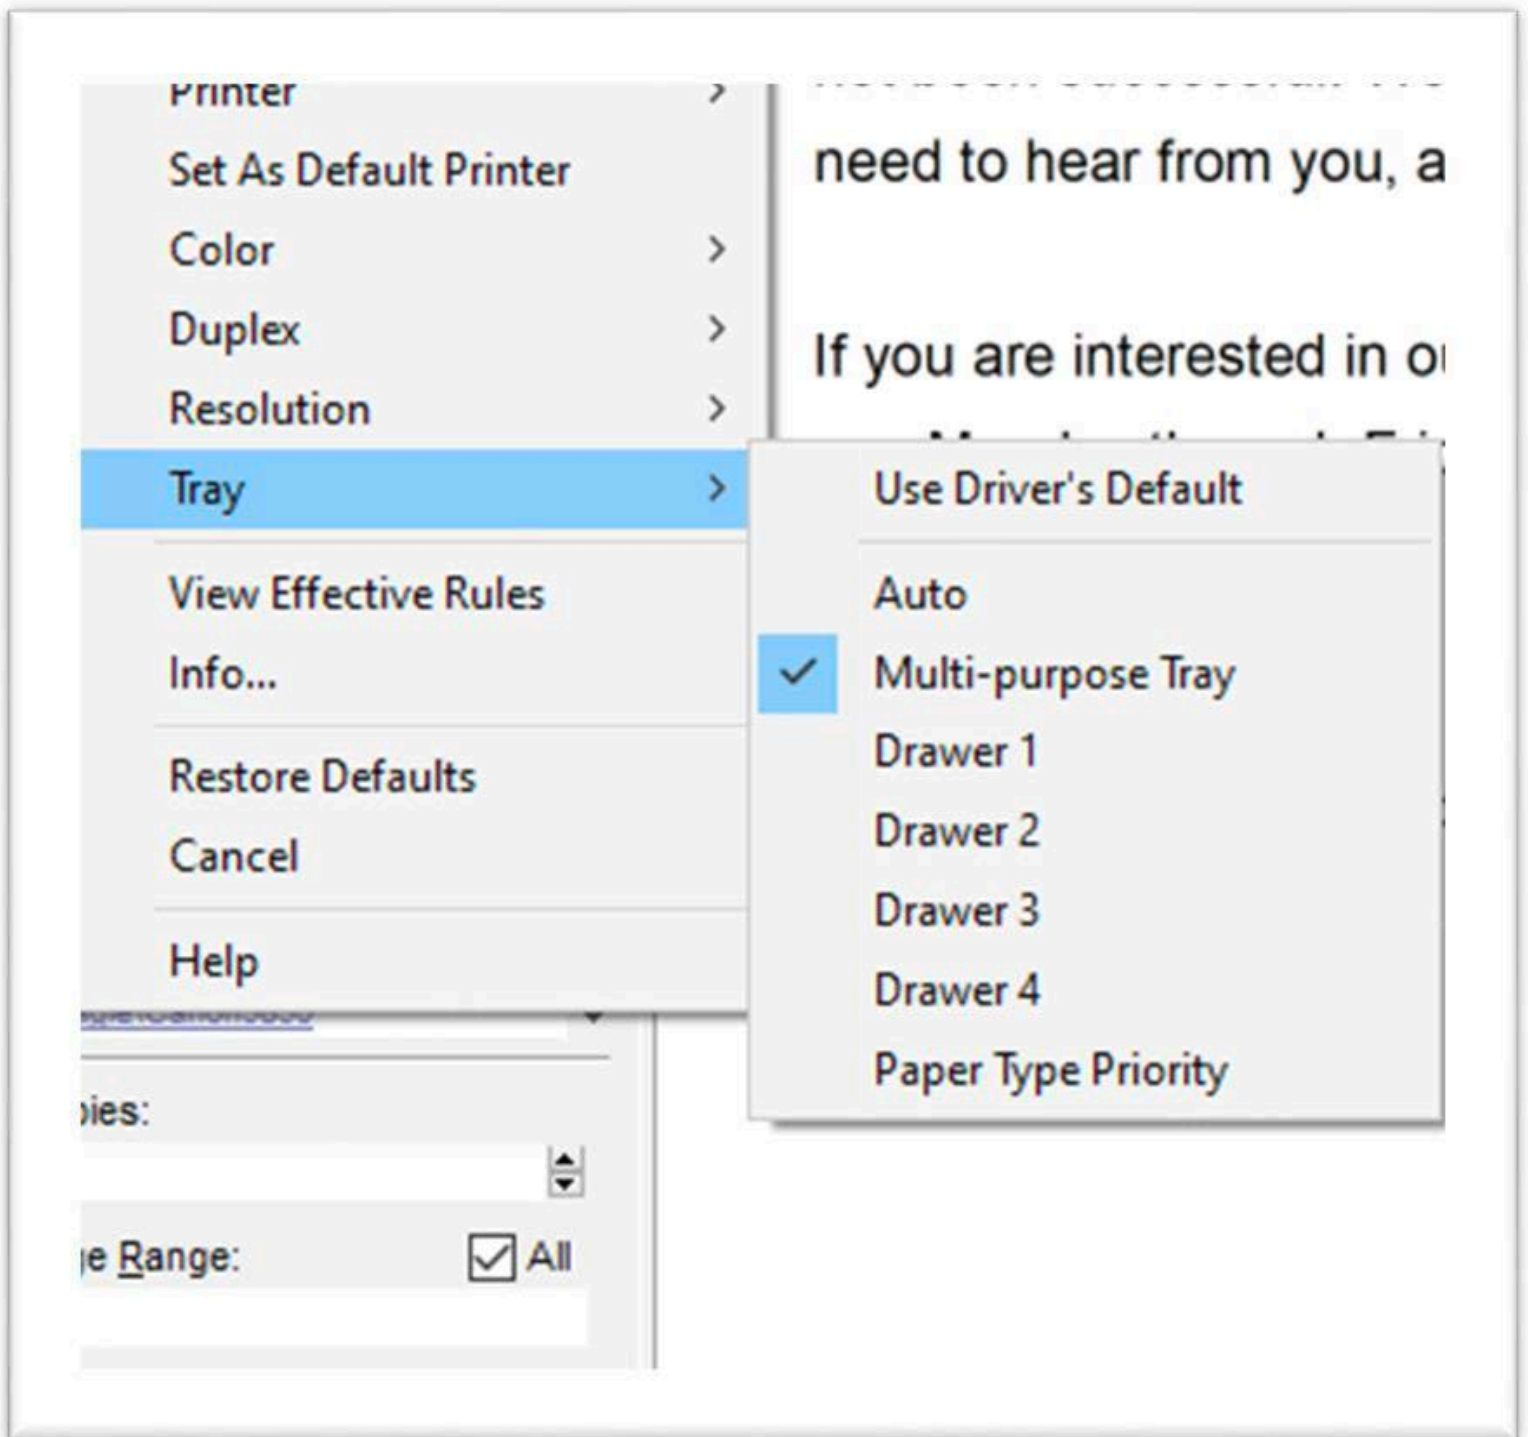 Printer
Set As Default Printer
Color
Duplex
Resolution
Tray
View Effective Rules
Info...
Restore Defaults
Cancel
Help
need to hear from you, a
If you are interested in
Use Driver's Default
Auto
Multi-purpose Tray
Drawer 1
Drawer 2
Drawer 3
Drawer 4
Paper Type Priority
pies:
ge Range:
All